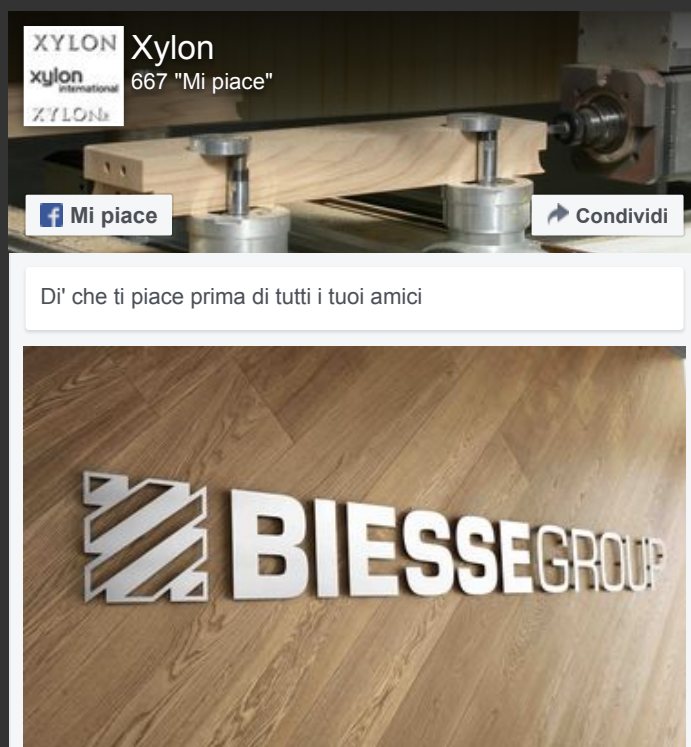 XYLON
xylon
international
XYLON
Xylon
667 "Mi piace"
Mi piace
Condividi
Di' che ti piace prima di tutti i tuoi amici
BIESSEGROUP